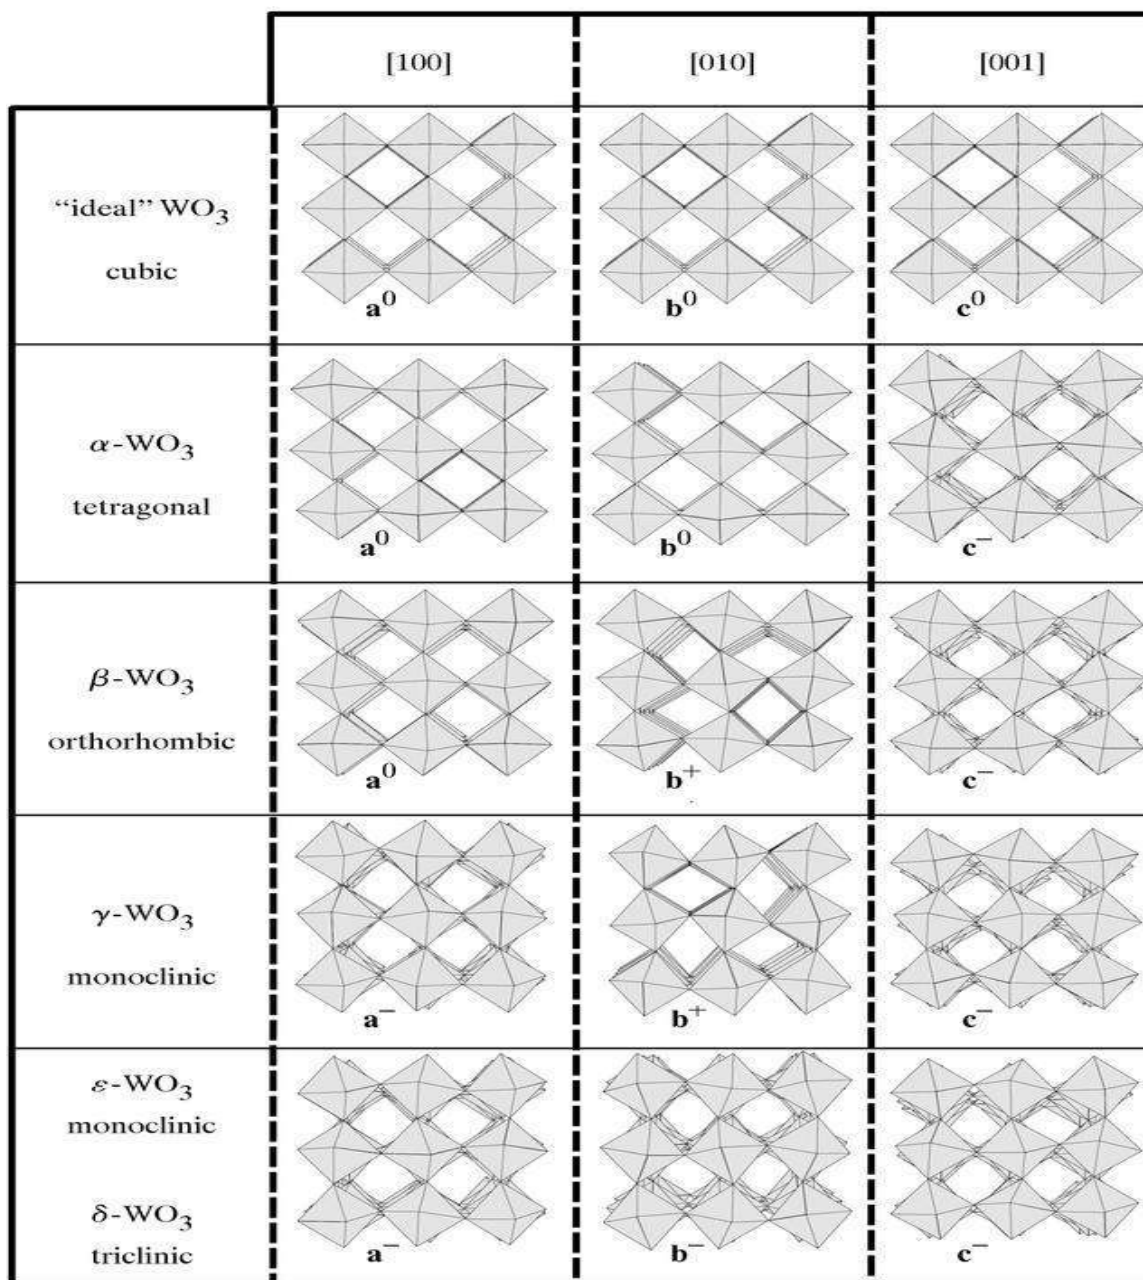 [100] [010] [001]
“ideal” WO₃
cubic
a⁰ b⁰ c⁰
α-WO₃
tetragonal
a⁰ b⁰ c⁻
β-WO₃
orthorhombic
a⁰ b⁺ c⁻
γ-WO₃
monoclinic
a⁻ b⁺ c⁻
ε-WO₃
monoclinic
δ-WO₃
triclinic
a⁻ b⁻ c⁻